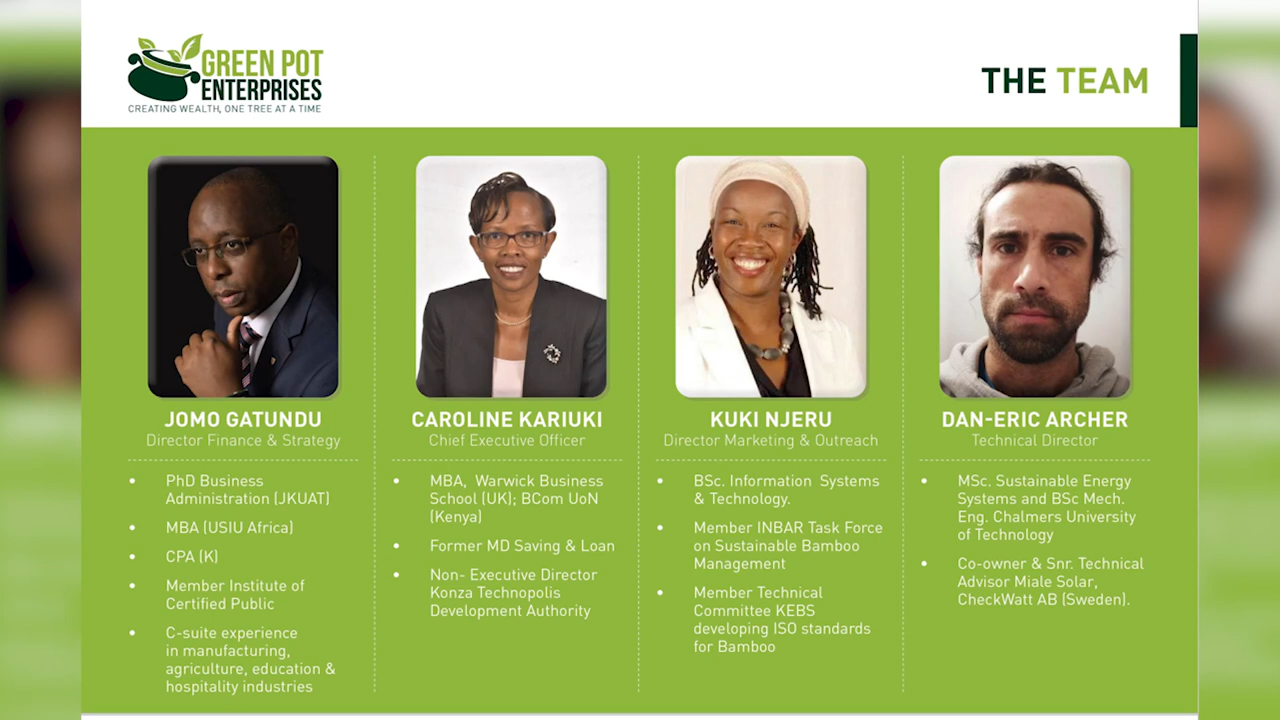 GREEN POT
ENTERPRISES
CREATING WEALTH, ONE TREE AT A TIME
THE TEAM
JOMO GATUNDU
Director Finance & Strategy
• PhD Business
Administration (JKUAT)
• MBA (USIU Africa)
• CPA (K)
• Member Institute of
Certified Public
• C-suite experience
in manufacturing,
agriculture, education &
hospitality industries
CAROLINE KARIUKI
Chief Executive Officer
• MBA, Warwick Business
School (UK); BCom UoN
(Kenya)
• Former MD Saving & Loan
• Non- Executive Director
Konza Technopolis
Development Authority
KUKI NJERU
Director Marketing & Outreach
• BSc. Information Systems
& Technology.
• Member INBAR Task Force
on Sustainable Bamboo
Management
• Member Technical
Committee KEBS
developing ISO standards
for Bamboo
DAN-ERIC ARCHER
Technical Director
• MSc. Sustainable Energy
Systems and BSc Mech.
Eng. Chalmers University
of Technology
• Co-owner & Snr. Technical
Advisor Miale Solar,
CheckWatt AB (Sweden).